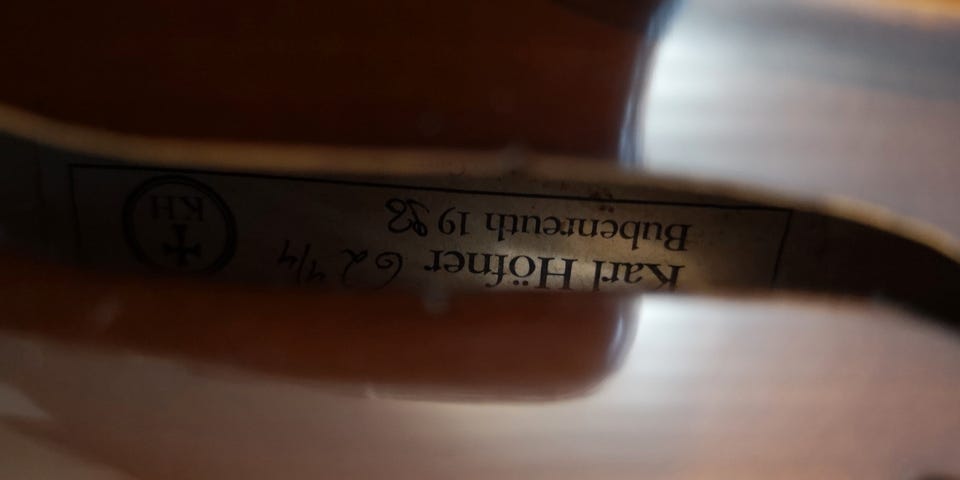 Karl Höfner 62 4/4
Bubenreuth 19
KH